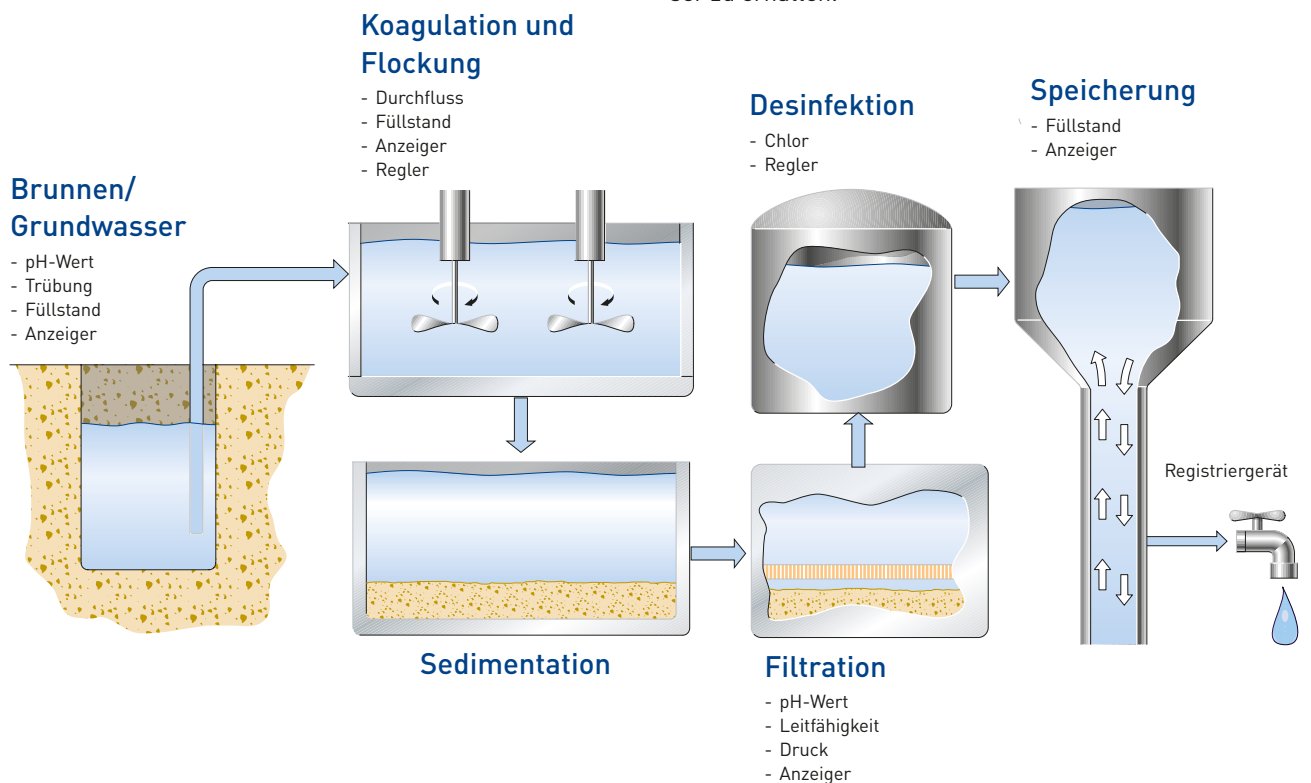 Koagulation und
Flockung
- Durchfluss
- Füllstand
- Anzeiger
- Regler
Desinfektion
- Chlor
- Regler
Speicherung
- Füllstand
- Anzeiger
Brunnen/
Grundwasser
- pH-Wert
- Trübung
- Füllstand
- Anzeiger
Registriergerät
Sedimentation
Filtration
- pH-Wert
- Leitfähigkeit
- Druck
- Anzeiger